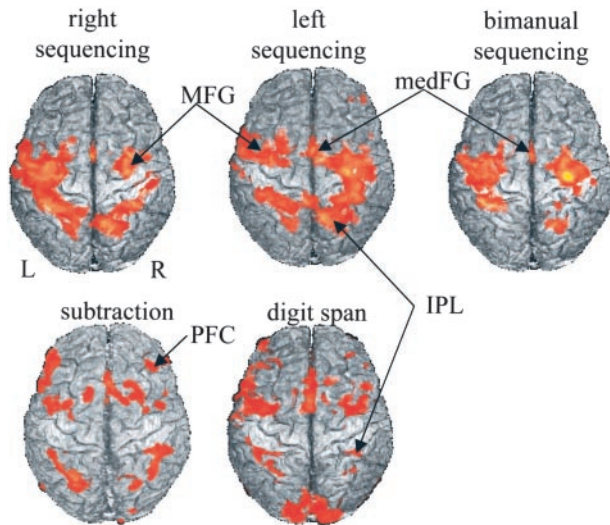 right
sequencing
left
sequencing
bimanual
sequencing
MFG
medFG
L
R
IPL
subtraction
digit span
PFC